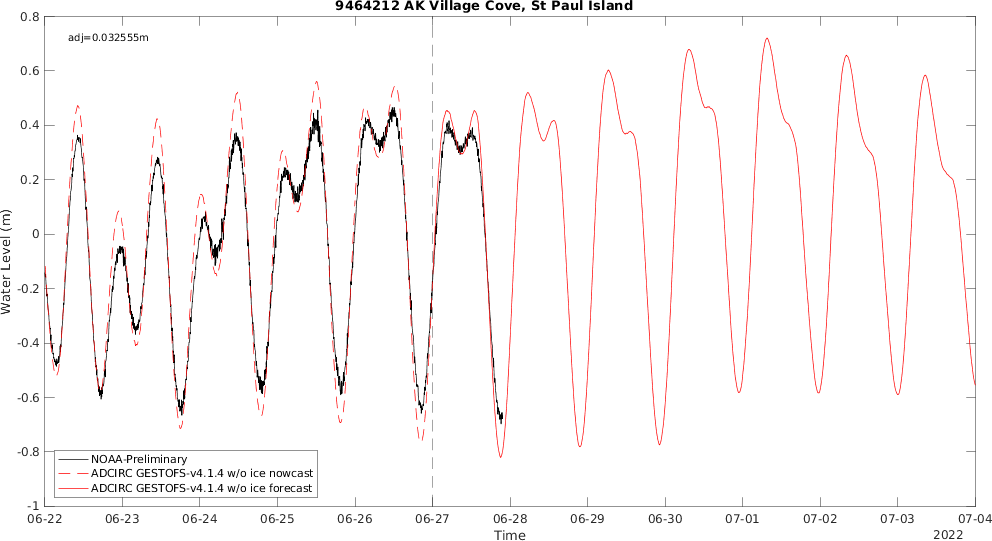 9464212 AK Village Cove, St Paul Island
adj=0.032555m
0.8
0.6
0.4
0.2
0
-0.2
-0.4
-0.6
-0.8
-1
Water Level (m)
NOAA-Preliminary
ADCIRC GESTOFS-v4.1.4 w/o ice nowcast
ADCIRC GESTOFS-v4.1.4 w/o ice forecast
06-22 06-23 06-24 06-25 06-26 06-27 06-28 06-29 06-30 07-01 07-02 07-03 07-04
Time
2022